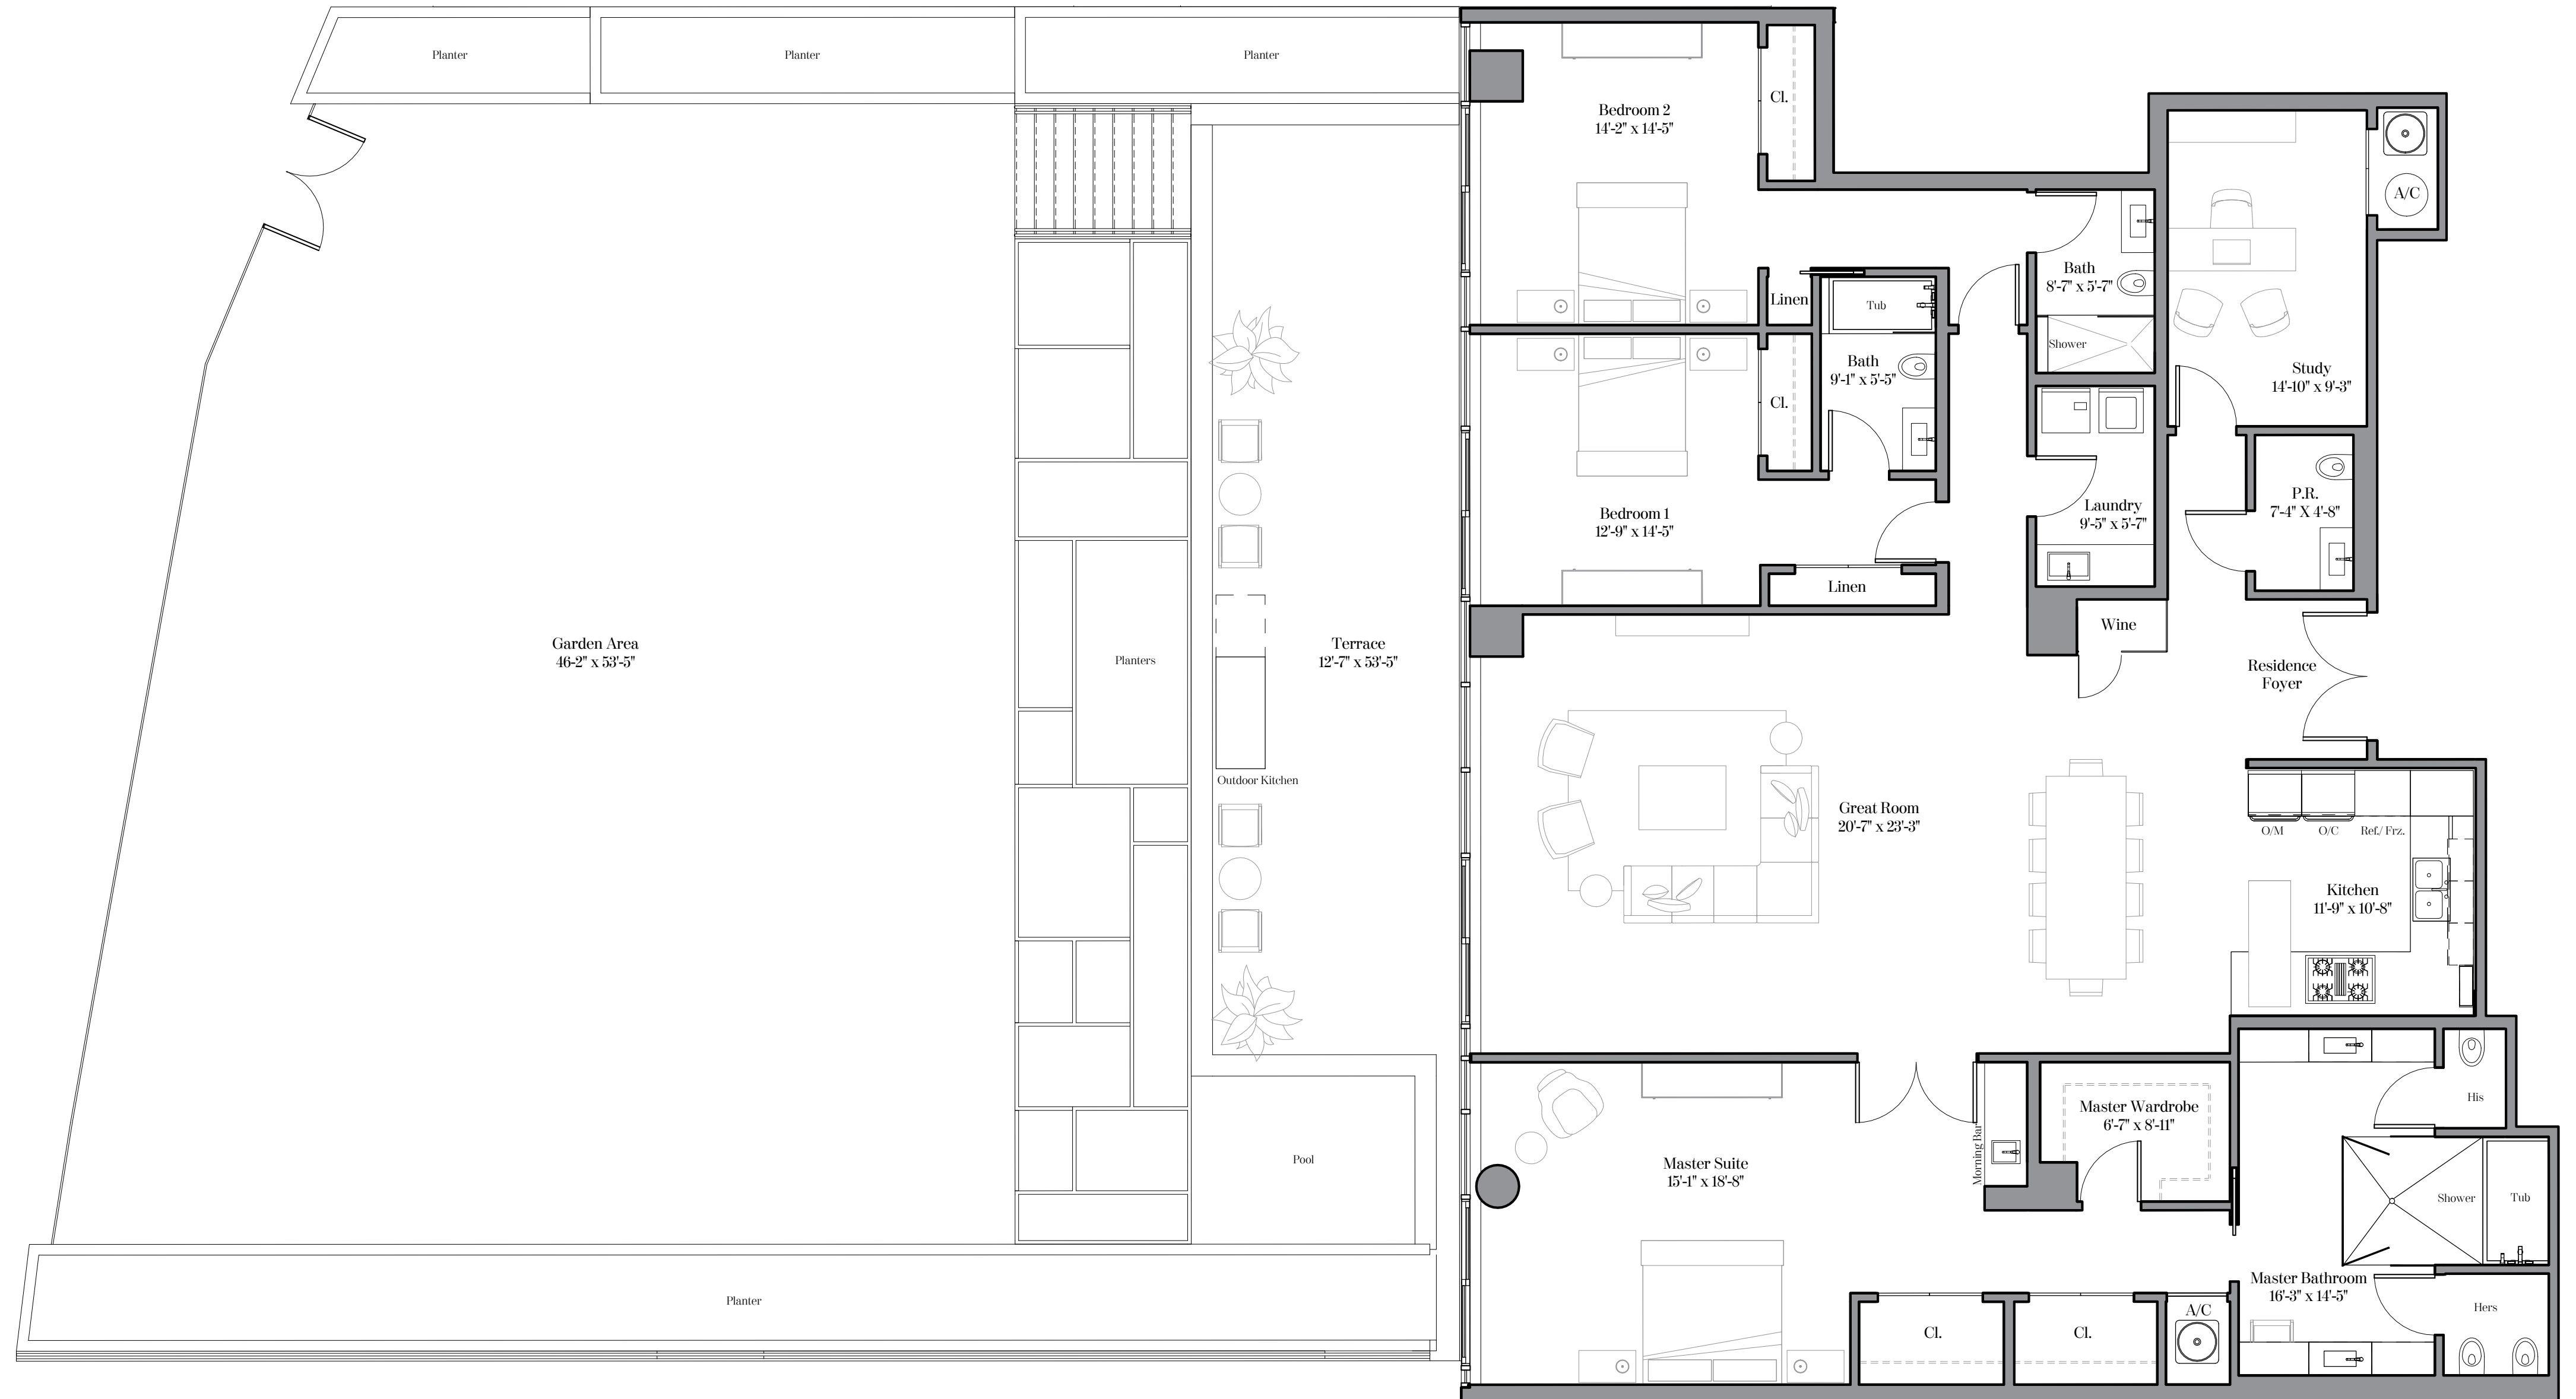 Planter
Planter
Planter
Bedroom 2
14'-2" x 14'-5"
Cl.
A/C
Bath
8'-7" x 5'-7"
Linen
Tub
Shower
Bath
9'-1" x 5'-5"
Study
14'-10" x 9'-3"
Cl.
Bedroom 1
12'-9" x 14'-5"
Laundry
9'-5" x 5'-7"
P.R.
7'-4" X 4'-8"
Linen
Wine
Garden Area
46-2" x 53'-5"
Planters
Terrace
12'-7" x 53'-5"
Residence
Foyer
Outdoor Kitchen
Great Room
20'-7" x 23'-3"
O/M
O/C
Ref./ Frz.
Kitchen
11'-9" x 10'-8"
His
Master Wardrobe
6'-7" x 8'-11"
Morning Bar
Pool
Master Suite
15'-1" x 18'-8"
Shower
Tub
Master Bathroom
16'-3" x 14'-5"
Planter
Hers
A/C
Cl.
Cl.